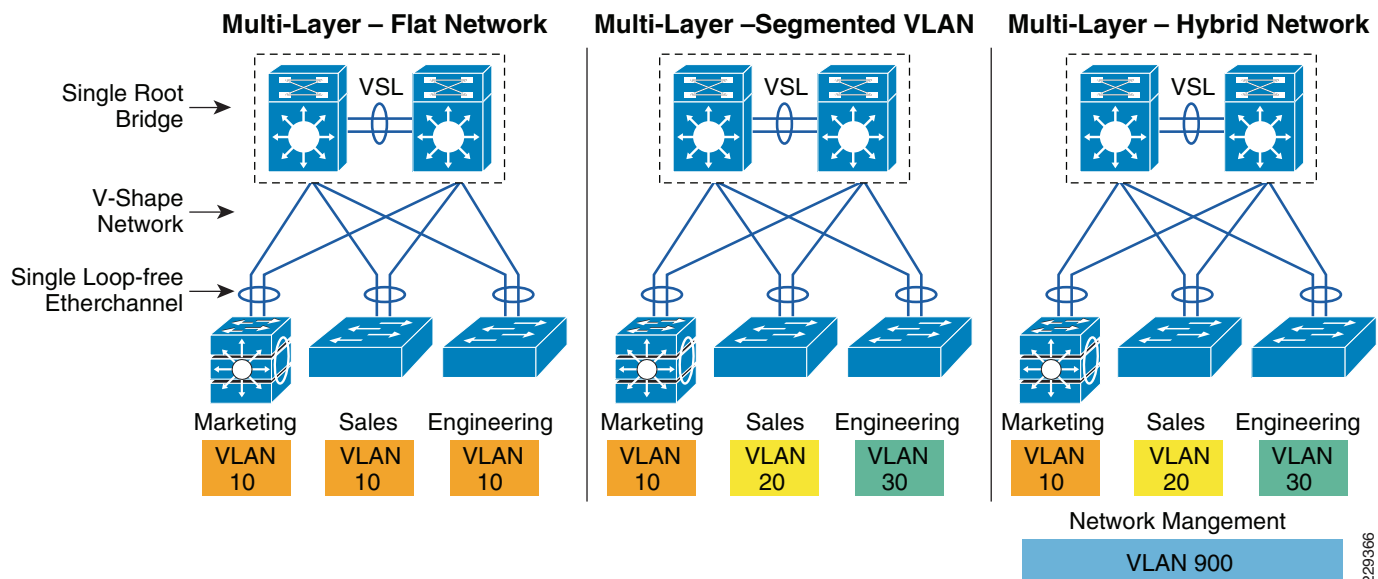 Multi-Layer – Flat Network
Multi-Layer –Segmented VLAN
Multi-Layer – Hybrid Network
Single Root
Bridge
VSL
VSL
VSL
V-Shape
Network
Single Loop-free
Etherchannel
Marketing
Sales
Engineering
Marketing
Sales
Engineering
Marketing
Sales
Engineering
VLAN
10
VLAN
10
VLAN
10
VLAN
10
VLAN
20
VLAN
30
VLAN
10
VLAN
20
VLAN
30
Network Mangement
VLAN 900
229366